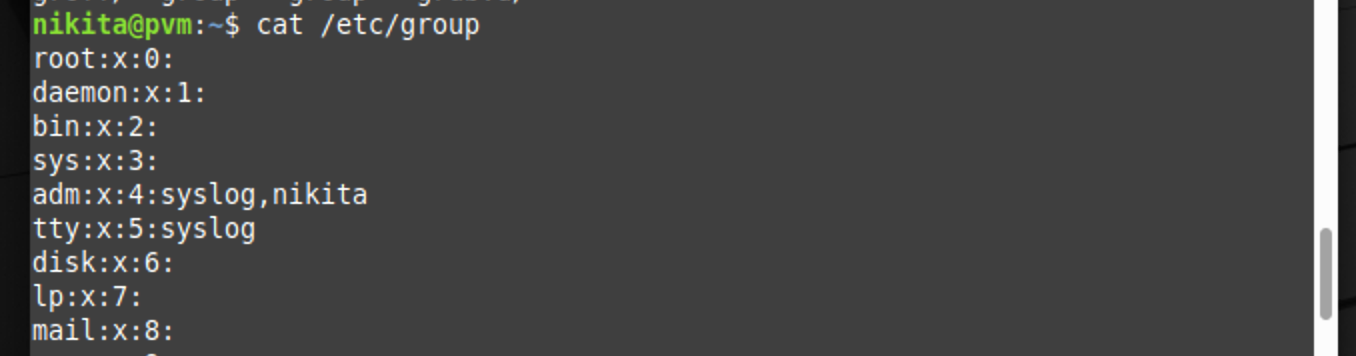 nikita@pvm:~$ cat /etc/group
root:x:0:
daemon:x:1:
bin:x:2:
sys:x:3:
adm:x:4:syslog,nikita
tty:x:5:syslog
disk:x:6:
lp:x:7:
mail:x:8: